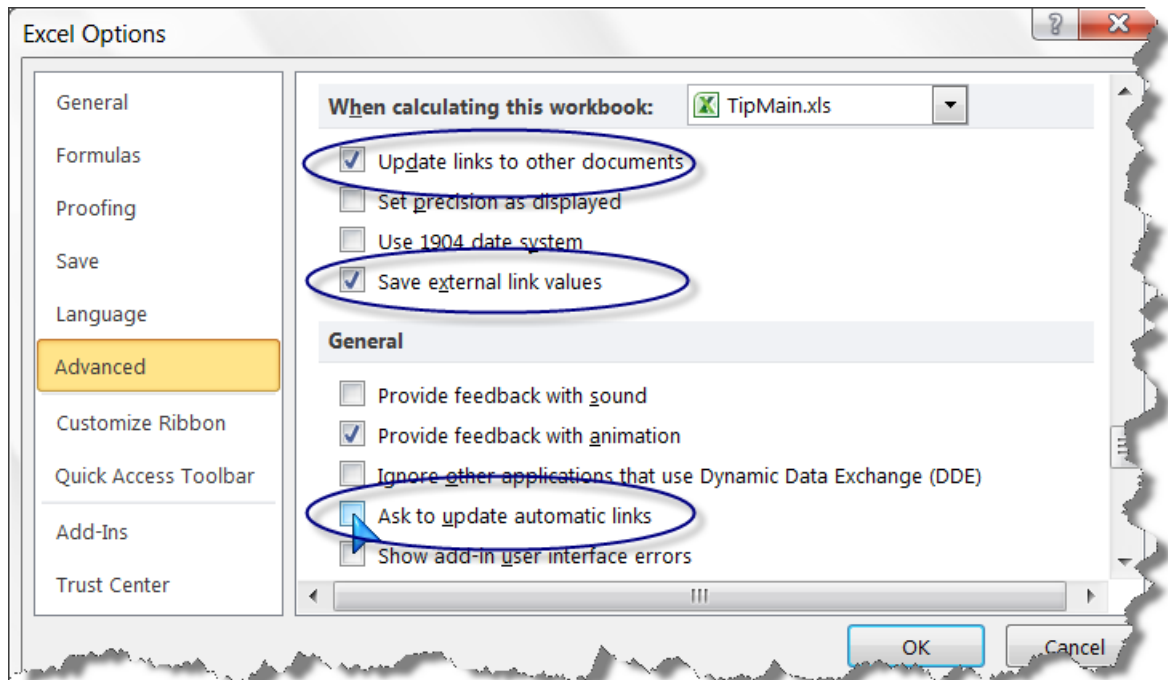 Excel Options
General
Formulas
Proofing
Save
Language
Advanced
Customize Ribbon
Quick Access Toolbar
Add-Ins
Trust Center
When calculating this workbook: TipMain.xls
Update links to other documents
Set precision as displayed
Use 1904 date system
Save external link values
General
Provide feedback with sound
Provide feedback with animation
Ignore other applications that use Dynamic Data Exchange (DDE)
Ask to update automatic links
Show add-in user interface errors
OK Cancel